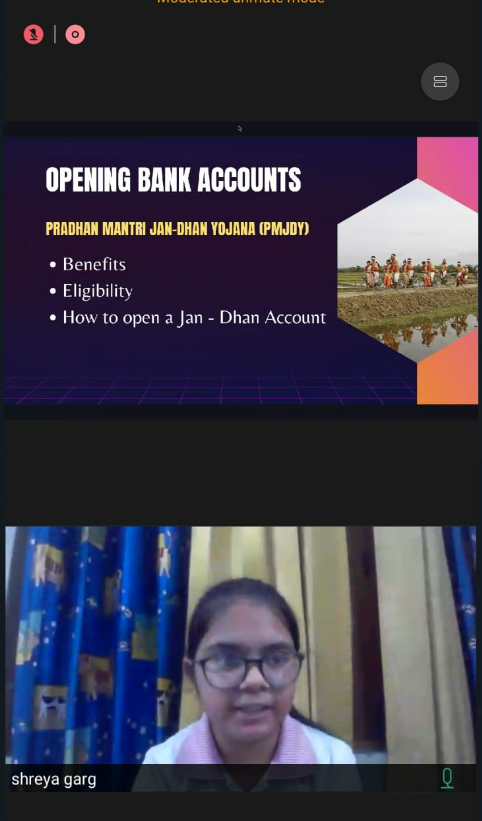 Moderated unmute mode
OPENING BANK ACCOUNTS
PRADHAN MANTRI JAN-DHAN YOJANA (PMJDY)
• Benefits
• Eligibility
• How to open a Jan - Dhan Account
shreya garg